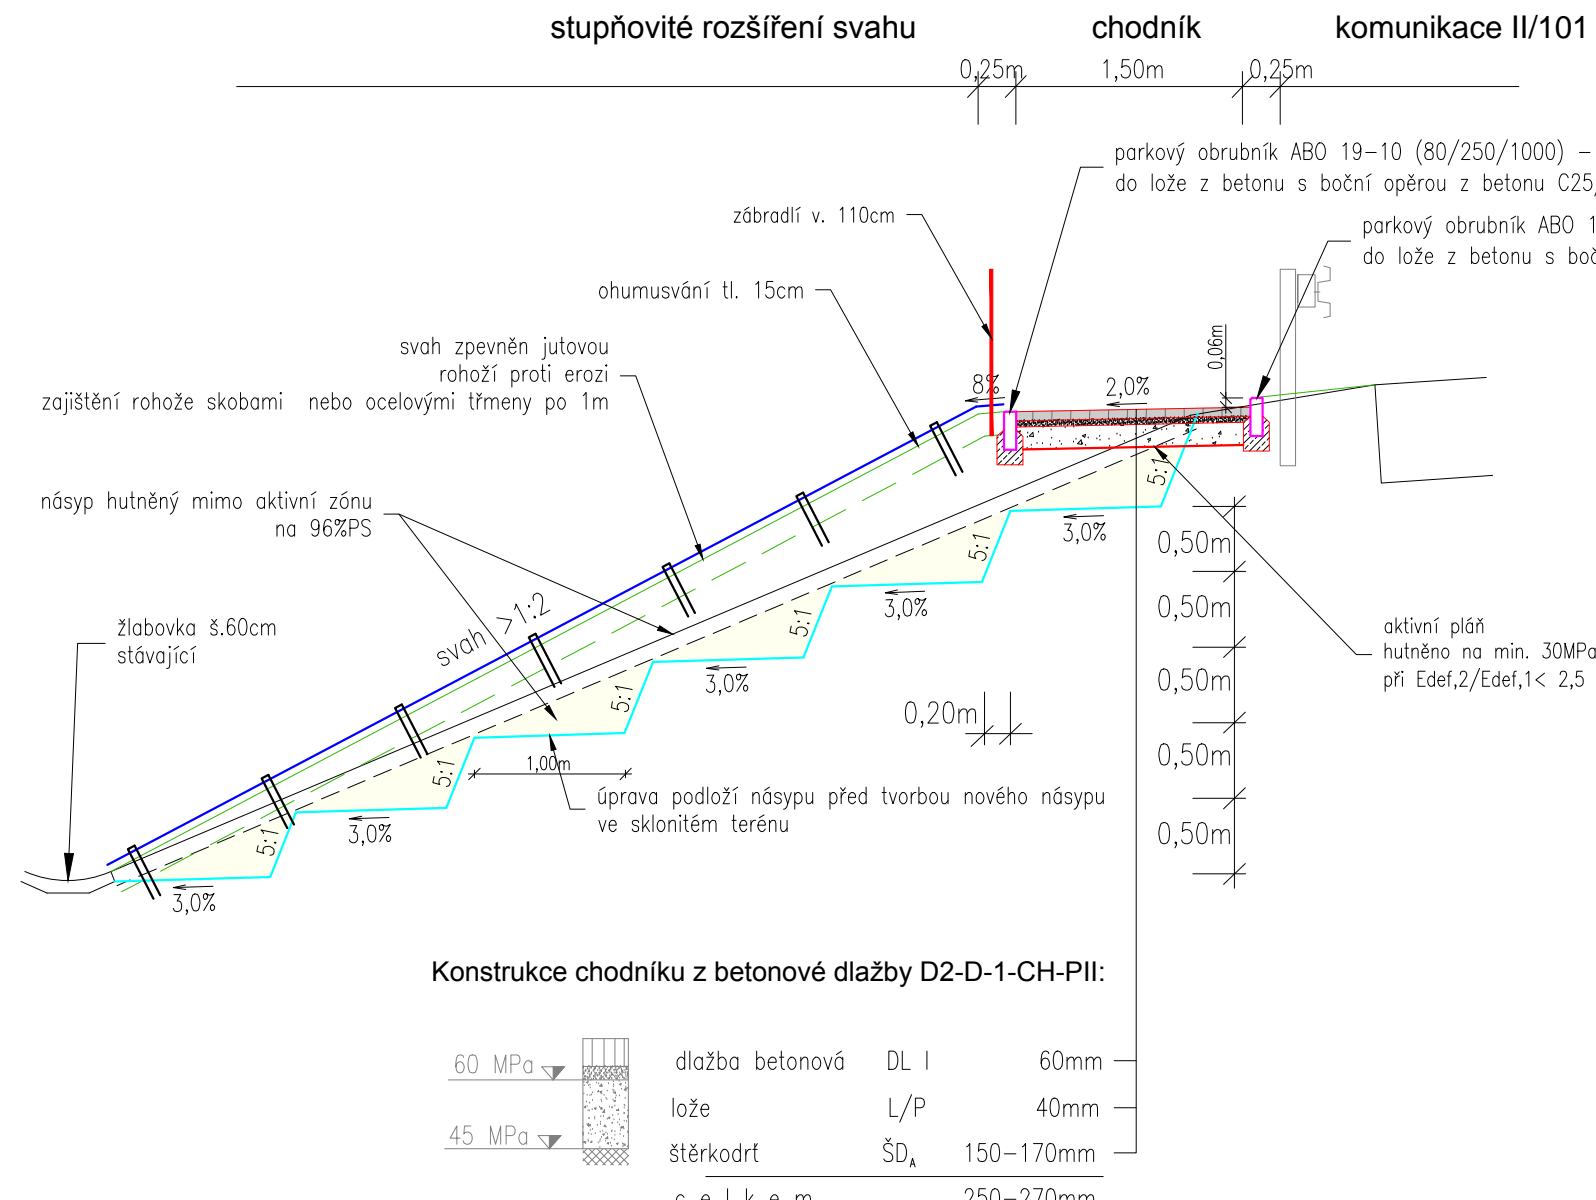 stupňovité rozšíření svahu
chodník
komunikace II/101
0,25m
1,50m
0,25m
parkový obrubník ABO 19-10 (80/250/1000) -
do lože z betonu s boční opěrou z betonu C25,
zábradlí v. 110cm
parkový obrubník ABO 1
do lože z betonu s boč
ohumusvání tl. 15cm
svah zpevněn jutovou
rohoží proti erozi
zajištění rohože skobami nebo ocelovými třmeny po 1m
0,06m
8%
2,0%
násyp hutněný mimo aktivní zónu
na 96%PS
5:1
3,0%
0,50m
5:1
3,0%
0,50m
svah >1:2
5:1
3,0%
0,50m
žlabovka š.60cm
stávající
aktivní pláň
hutněno na min. 30MPa
při Edef,2/Edef,1< 2,5
5:1
0,20m
1,00m
0,50m
5:1
3,0%
úprava podloží násypu před tvorbou nového násypu
ve sklonitém terénu
0,50m
5:1
3,0%
Konstrukce chodníku z betonové dlažby D2-D-1-CH-PII:
60 MPa
dlažba betonová DL I 60mm
lože L/P 40mm
45 MPa
štěrkodrť ŠDA 150-170mm
celkem 250-270mm